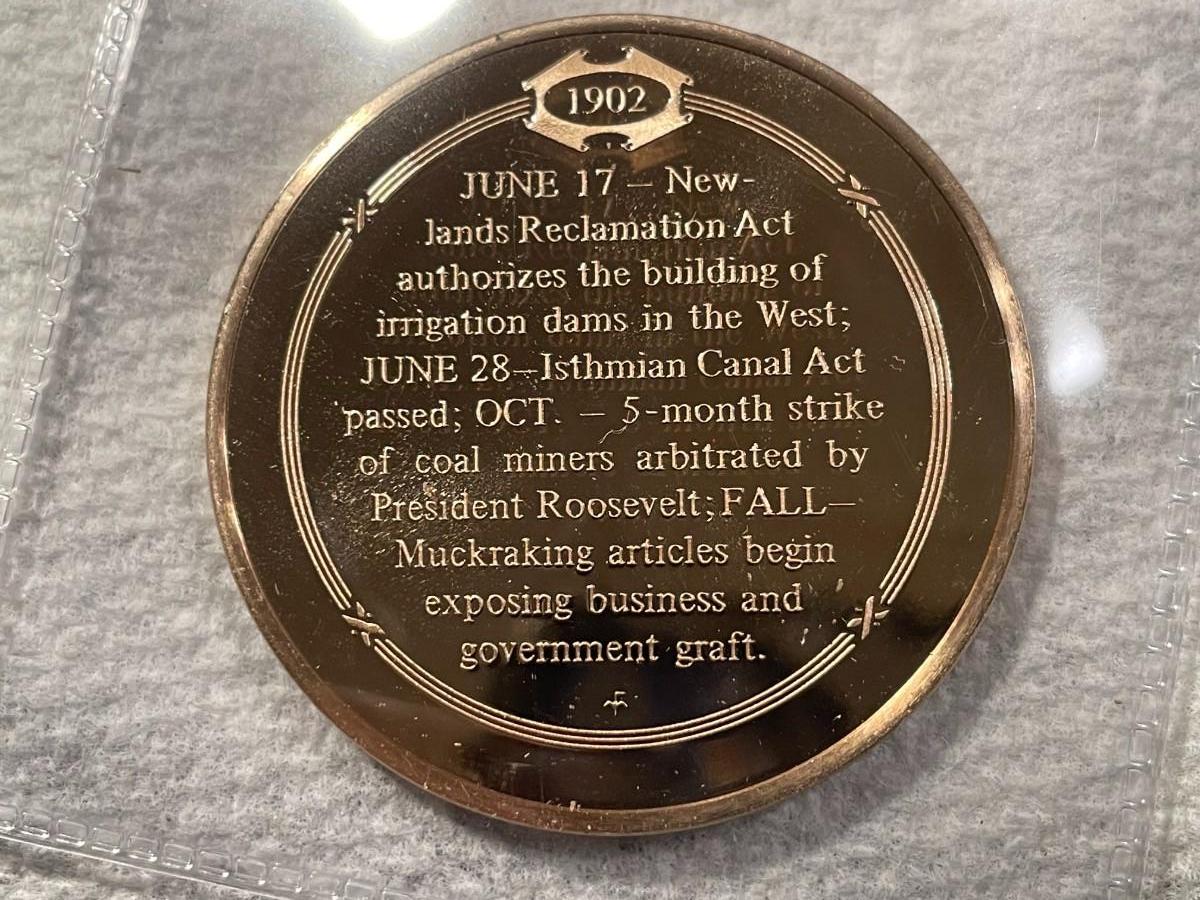 1902
JUNE 17 – New-
lands Reclamation Act
authorizes the building of
irrigation dams in the West;
JUNE 28–Isthmian Canal Act
passed; OCT. – 5-month strike
of coal miners arbitrated by
President Roosevelt; FALL–
Muckraking articles begin
exposing business and
government graft.